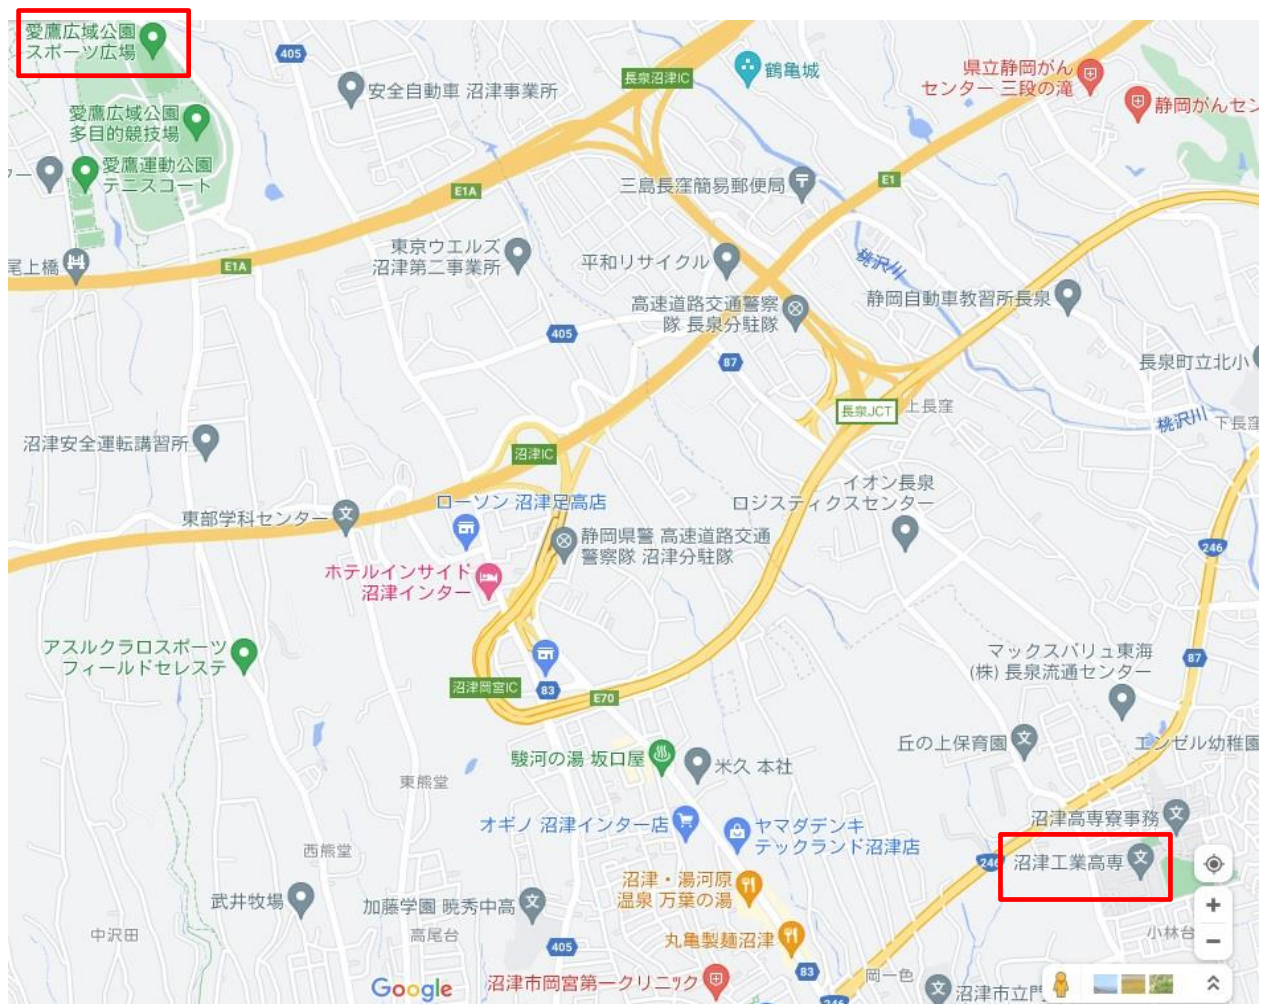 愛鷹広域公園
スポーツ広場
405
長泉沼津IC
鶴亀城
県立静岡がん
センター 三段の滝
安全自動車 沼津事業所
静岡がんセン
愛鷹広域公園
多目的競技場
ター
愛鷹運動公園
テニスコート
E1A
三島長窪簡易郵便局
E1
尾上橋
E1A
東京ウエルズ
沼津第二事業所
平和リサイクル
桃沢川
高速道路交通警察
隊 長泉分駐隊
静岡自動車教習所長泉
405
87
長泉町立北小
長泉JCT
上長窪
桃沢川
下長窪
沼津安全運転講習所
沼津IC
イオン長泉
ロジスティクスセンター
ローソン 沼津足高店
東部学科センター
静岡県警 高速道路交通
警察隊 沼津分駐隊
246
ホテルインサイド
沼津インター
アスルクラロスポーツ
フィールドセレステ
マックスバリュ東海
(株) 長泉流通センター
87
沼津岡宮IC
83
E70
丘の上保育園
エンゼル幼稚園
駿河の湯 坂口屋
米久 本社
東熊堂
オギノ 沼津インター店
ヤマダデンキ
テックランド沼津店
沼津高専寮事務
西熊堂
246
沼津工業高専
沼津・湯河原
温泉 万葉の湯
武井牧場
加藤学園 暁秀中高
中沢田
高尾台
405
丸亀製麺沼津
小林台
83
岡一色
Google
沼津市岡宮第一クリニック
246
沼津市立門